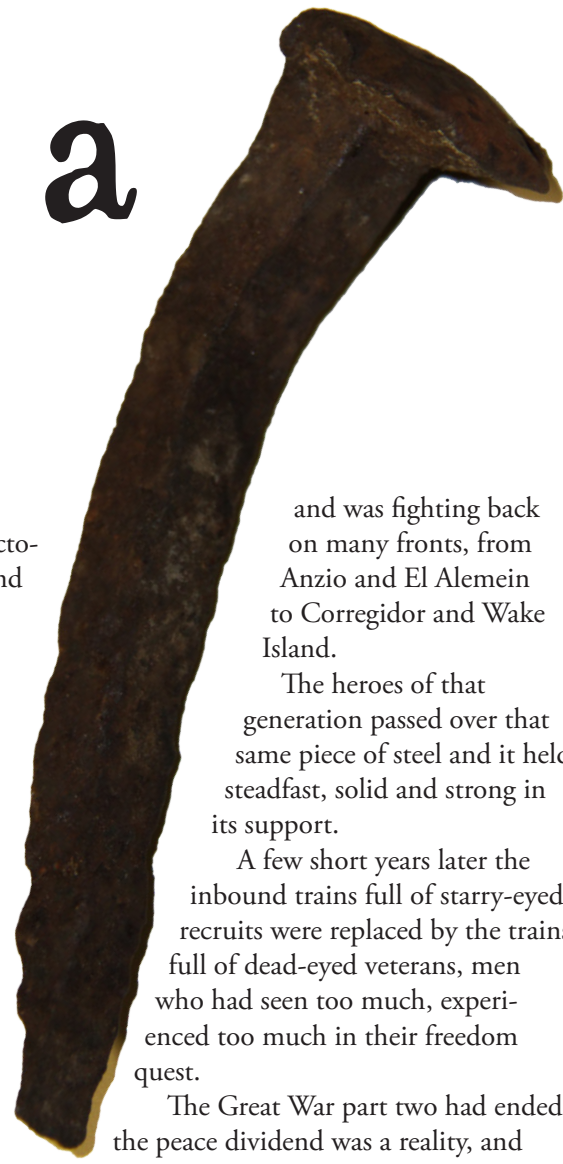 a
and was fighting back
on many fronts, from
Anzio and El Alemein
to Corregidor and Wake
Island.
The heroes of that
generation passed over that
same piece of steel and it held
steadfast, solid and strong in
its support.
A few short years later the
inbound trains full of starry-eyed
recruits were replaced by the trains
full of dead-eyed veterans, men
who had seen too much, experi-
enced too much in their freedom
quest.
The Great War part two had ended
the peace dividend was a reality, and